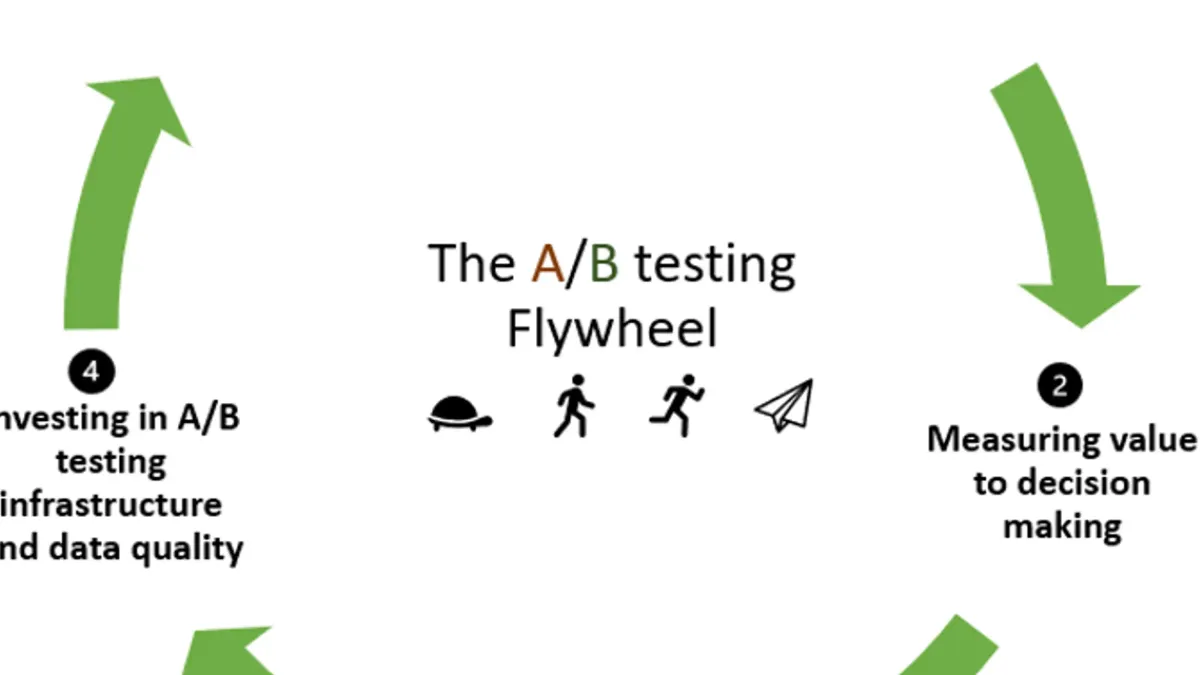 The A/B testing
Flywheel
4
nvesting in A/B
testing
infrastructure
nd data quality
2
Measuring value
to decision
making